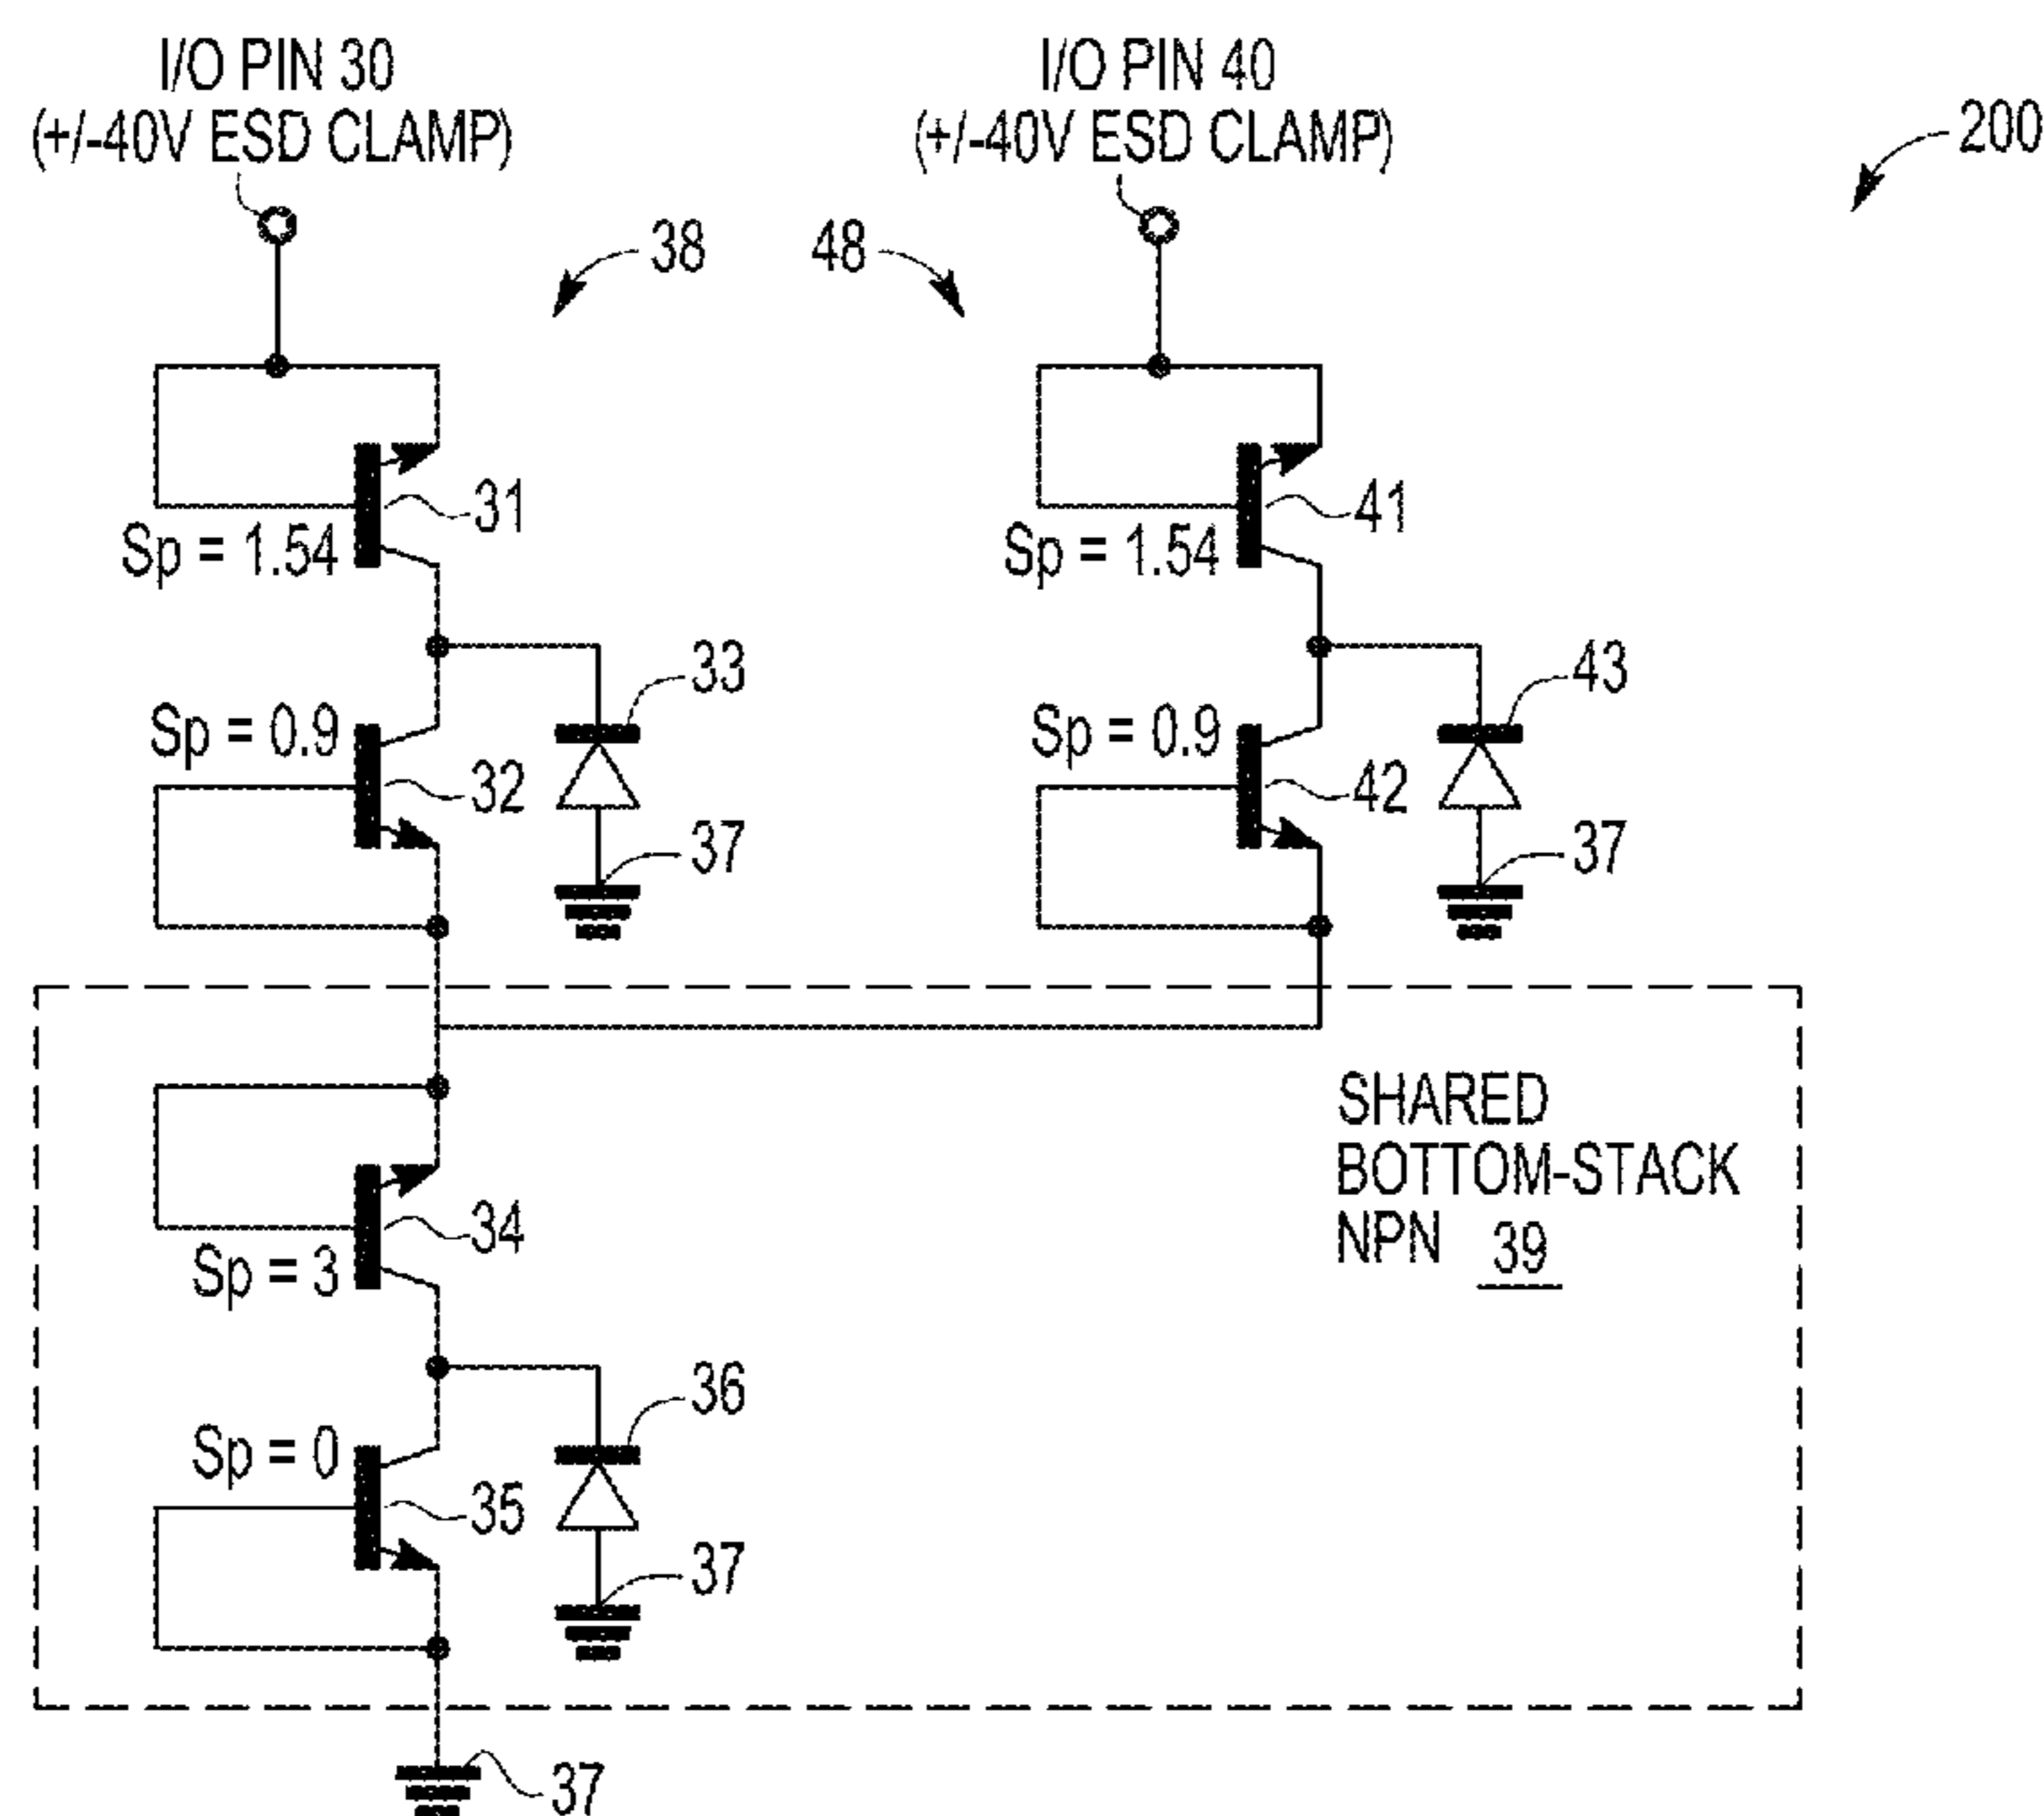 I/O PIN 30
(+/-40V ESD CLAMP)
I/O PIN 40
(+/-40V ESD CLAMP)
200
38
48
31
Sp = 1.54
41
Sp = 1.54
33
43
Sp = 0.9
32
Sp = 0.9
42
37
37
SHARED
BOTTOM-STACK
NPN 39
34
Sp = 3
36
Sp = 0
35
37
37